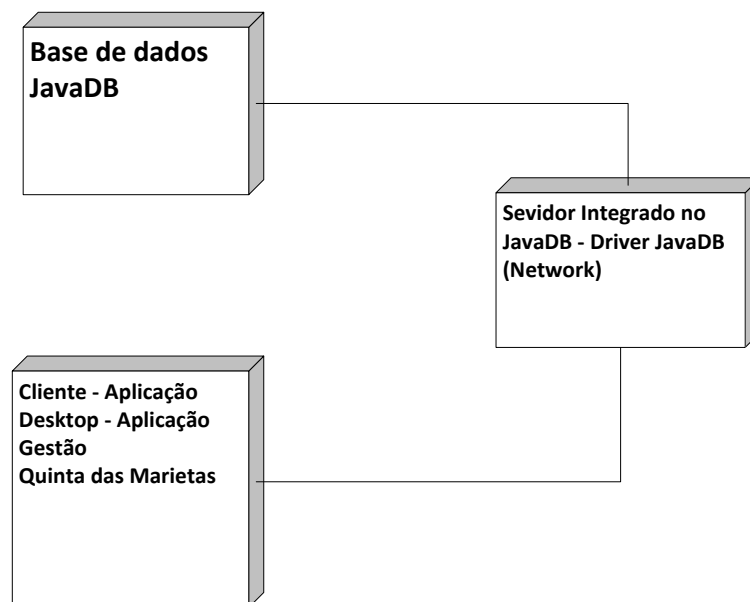 Base de dados
JavaDB
Sevidor Integrado no
JavaDB - Driver JavaDB
(Network)
Cliente - Aplicação
Desktop - Aplicação
Gestão
Quinta das Marietas